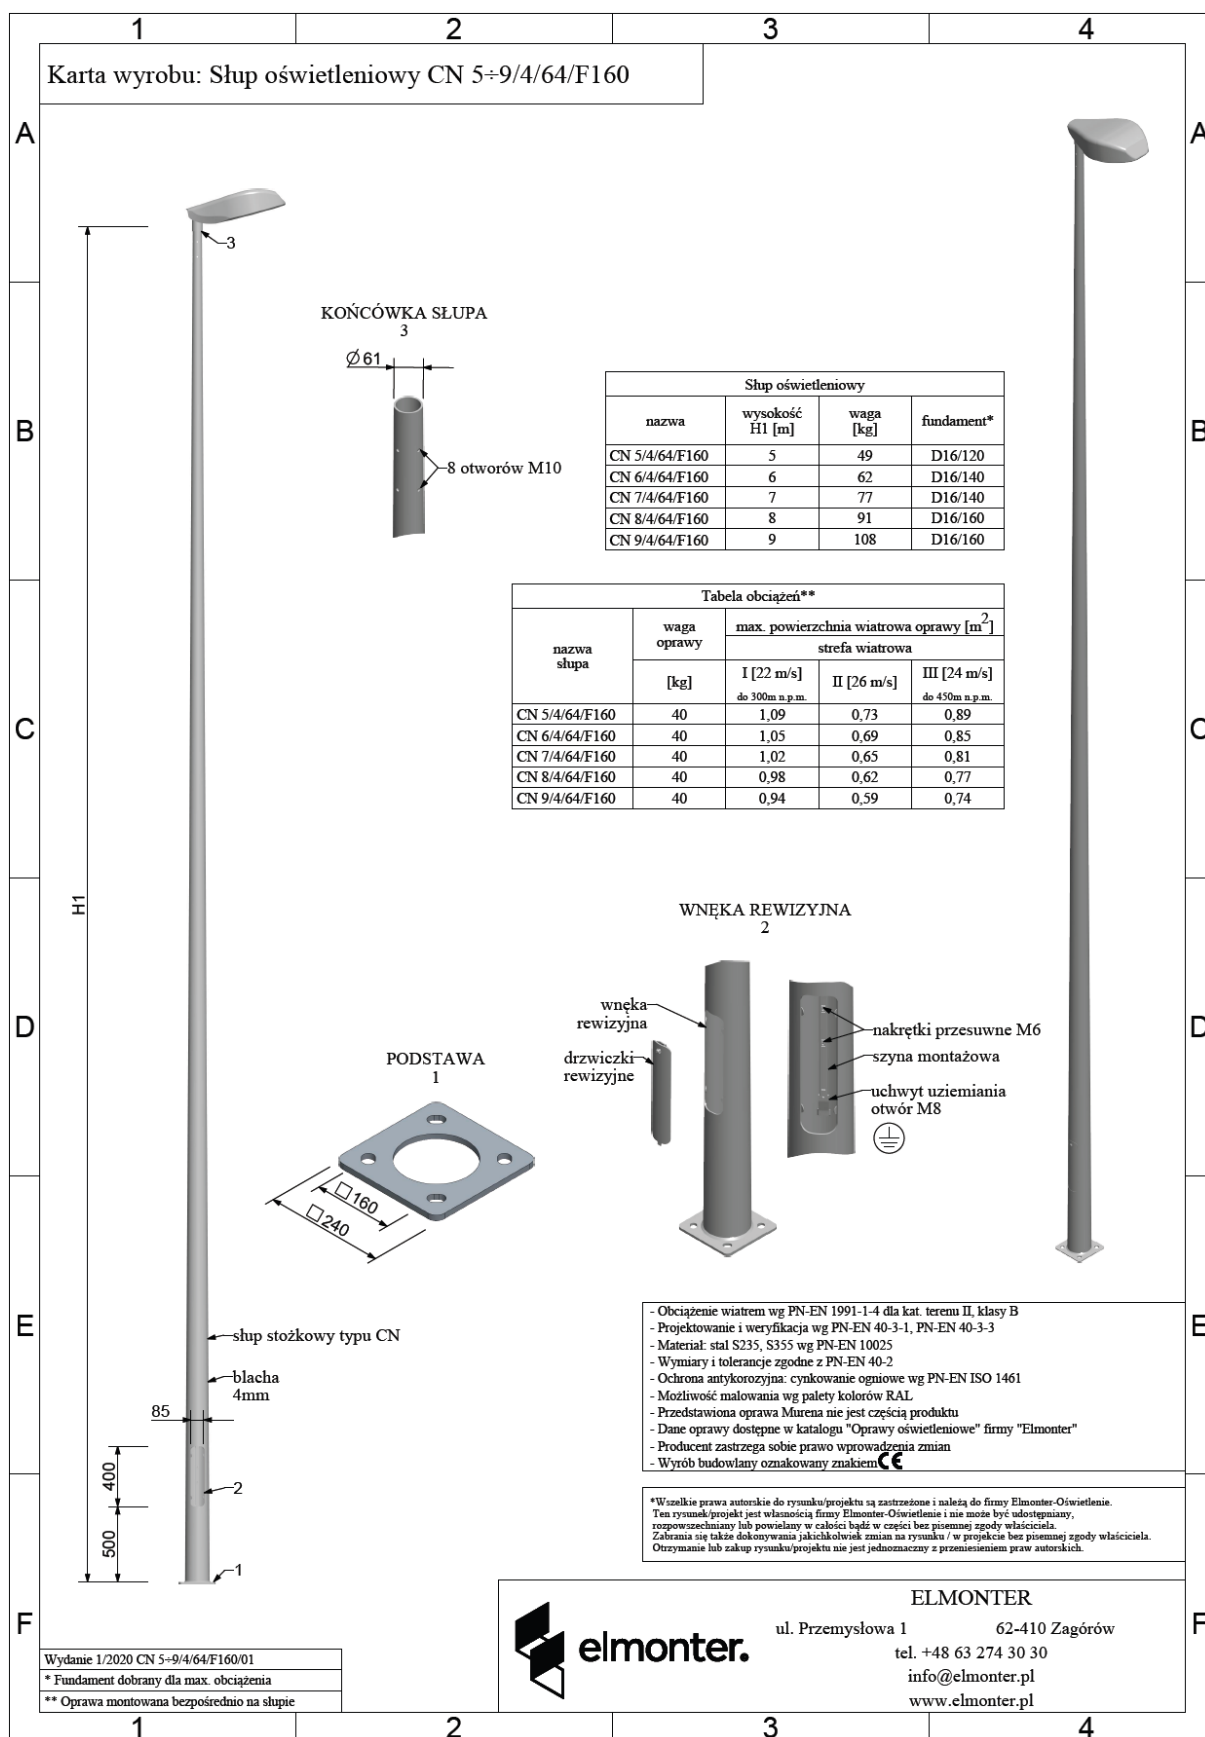 1 2 3 4
Karta wyrobu: Słup oświetleniowy CN 5÷9/4/64/F160
A A
3
KOŃCÓWKA SŁUPA
3
Ø 61
8 otworów M10
B B
Słup oświetleniowy
nazwa wysokość H1 [m] waga [kg] fundament*
CN 5/4/64/F160 5 49 D16/120
CN 6/4/64/F160 6 62 D16/140
CN 7/4/64/F160 7 77 D16/140
CN 8/4/64/F160 8 91 D16/160
CN 9/4/64/F160 9 108 D16/160
Tabela obciążeń**
nazwa słupa waga oprawy max. powierzchnia wiatrowa oprawy [m2]
strefa wiatrowa
[kg] I [22 m/s] II [26 m/s] III [24 m/s]
do 300m n.p.m. do 450m n.p.m.
C C
CN 5/4/64/F160 40 1,09 0,73 0,89
CN 6/4/64/F160 40 1,05 0,69 0,85
CN 7/4/64/F160 40 1,02 0,65 0,81
CN 8/4/64/F160 40 0,98 0,62 0,77
CN 9/4/64/F160 40 0,94 0,59 0,74
H1
WNĘKA REWIZYJNA
2
wnęka
rewizyjna
drzwiczki
rewizyjne
nakrętki przesuwne M6
szyna montażowa
uchwyt uziemiania
otwór M8
D D
PODSTAWA
1
□160
□240
E E
słup stożkowy typu CN
blacha
4mm
85
400
2
500
1
- Obciążenie wiatrem wg PN-EN 1991-1-4 dla kat. terenu II, klasy B
- Projektowanie i weryfikacja wg PN-EN 40-3-1, PN-EN 40-3-3
- Materiał: stal S235, S355 wg PN-EN 10025
- Wymiary i tolerancje zgodne z PN-EN 40-2
- Ochrona antykorozyjna: cynkowanie ogniowe wg PN-EN ISO 1461
- Możliwość malowania wg palety kolorów RAL
- Przedstawiona oprawa Murena nie jest częścią produktu
- Dane oprawy dostępne w katalogu "Oprawy oświetleniowe" firmy "Elmonter"
- Producent zastrzega sobie prawo wprowadzenia zmian
- Wyrób budowlany oznakowany znakiem CE
*Wszelkie prawa autorskie do rysunku/projektu są zastrzeżone i należą do firmy Elmonter-Oświetlenie.
Ten rysunek/projekt jest własnością firmy Elmonter-Oświetlenie i nie może być udostępniany,
rozpowszechniany lub powielany w całości bądź w części bez pisemnej zgody właściciela.
Zabrania się także dokonywania jakichkolwiek zmian na rysunku / w projekcie bez pisemnej zgody właściciela.
Otrzymanie lub zakup rysunku/projektu nie jest jednoznaczny z przeniesieniem praw autorskich.
F F
elmonter.
ELMONTER
ul. Przemysłowa 1 62-410 Zagórów
tel. +48 63 274 30 30
info@elmonter.pl
www.elmonter.pl
Wydanie 1/2020 CN 5÷9/4/64/F160/01
* Fundament dobrany dla max. obciążenia
** Oprawa montowana bezpośrednio na słupie
1 2 3 4